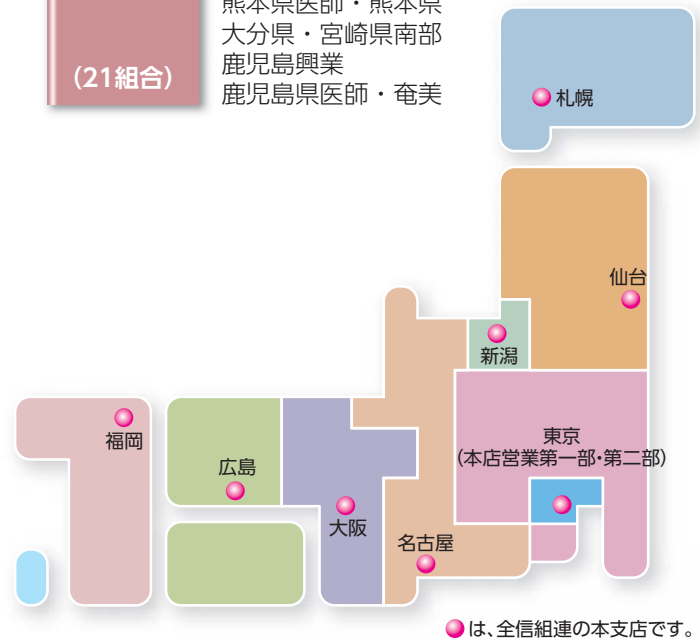 熊本県医師・熊本県
大分県・宮崎県南部
鹿児島興業
(21組合)
鹿児島県医師・奄美
札幌
仙台
新潟
福岡
東京
(本店営業第一部・第二部)
広島
大阪
名古屋
は、全信組連の本支店です。